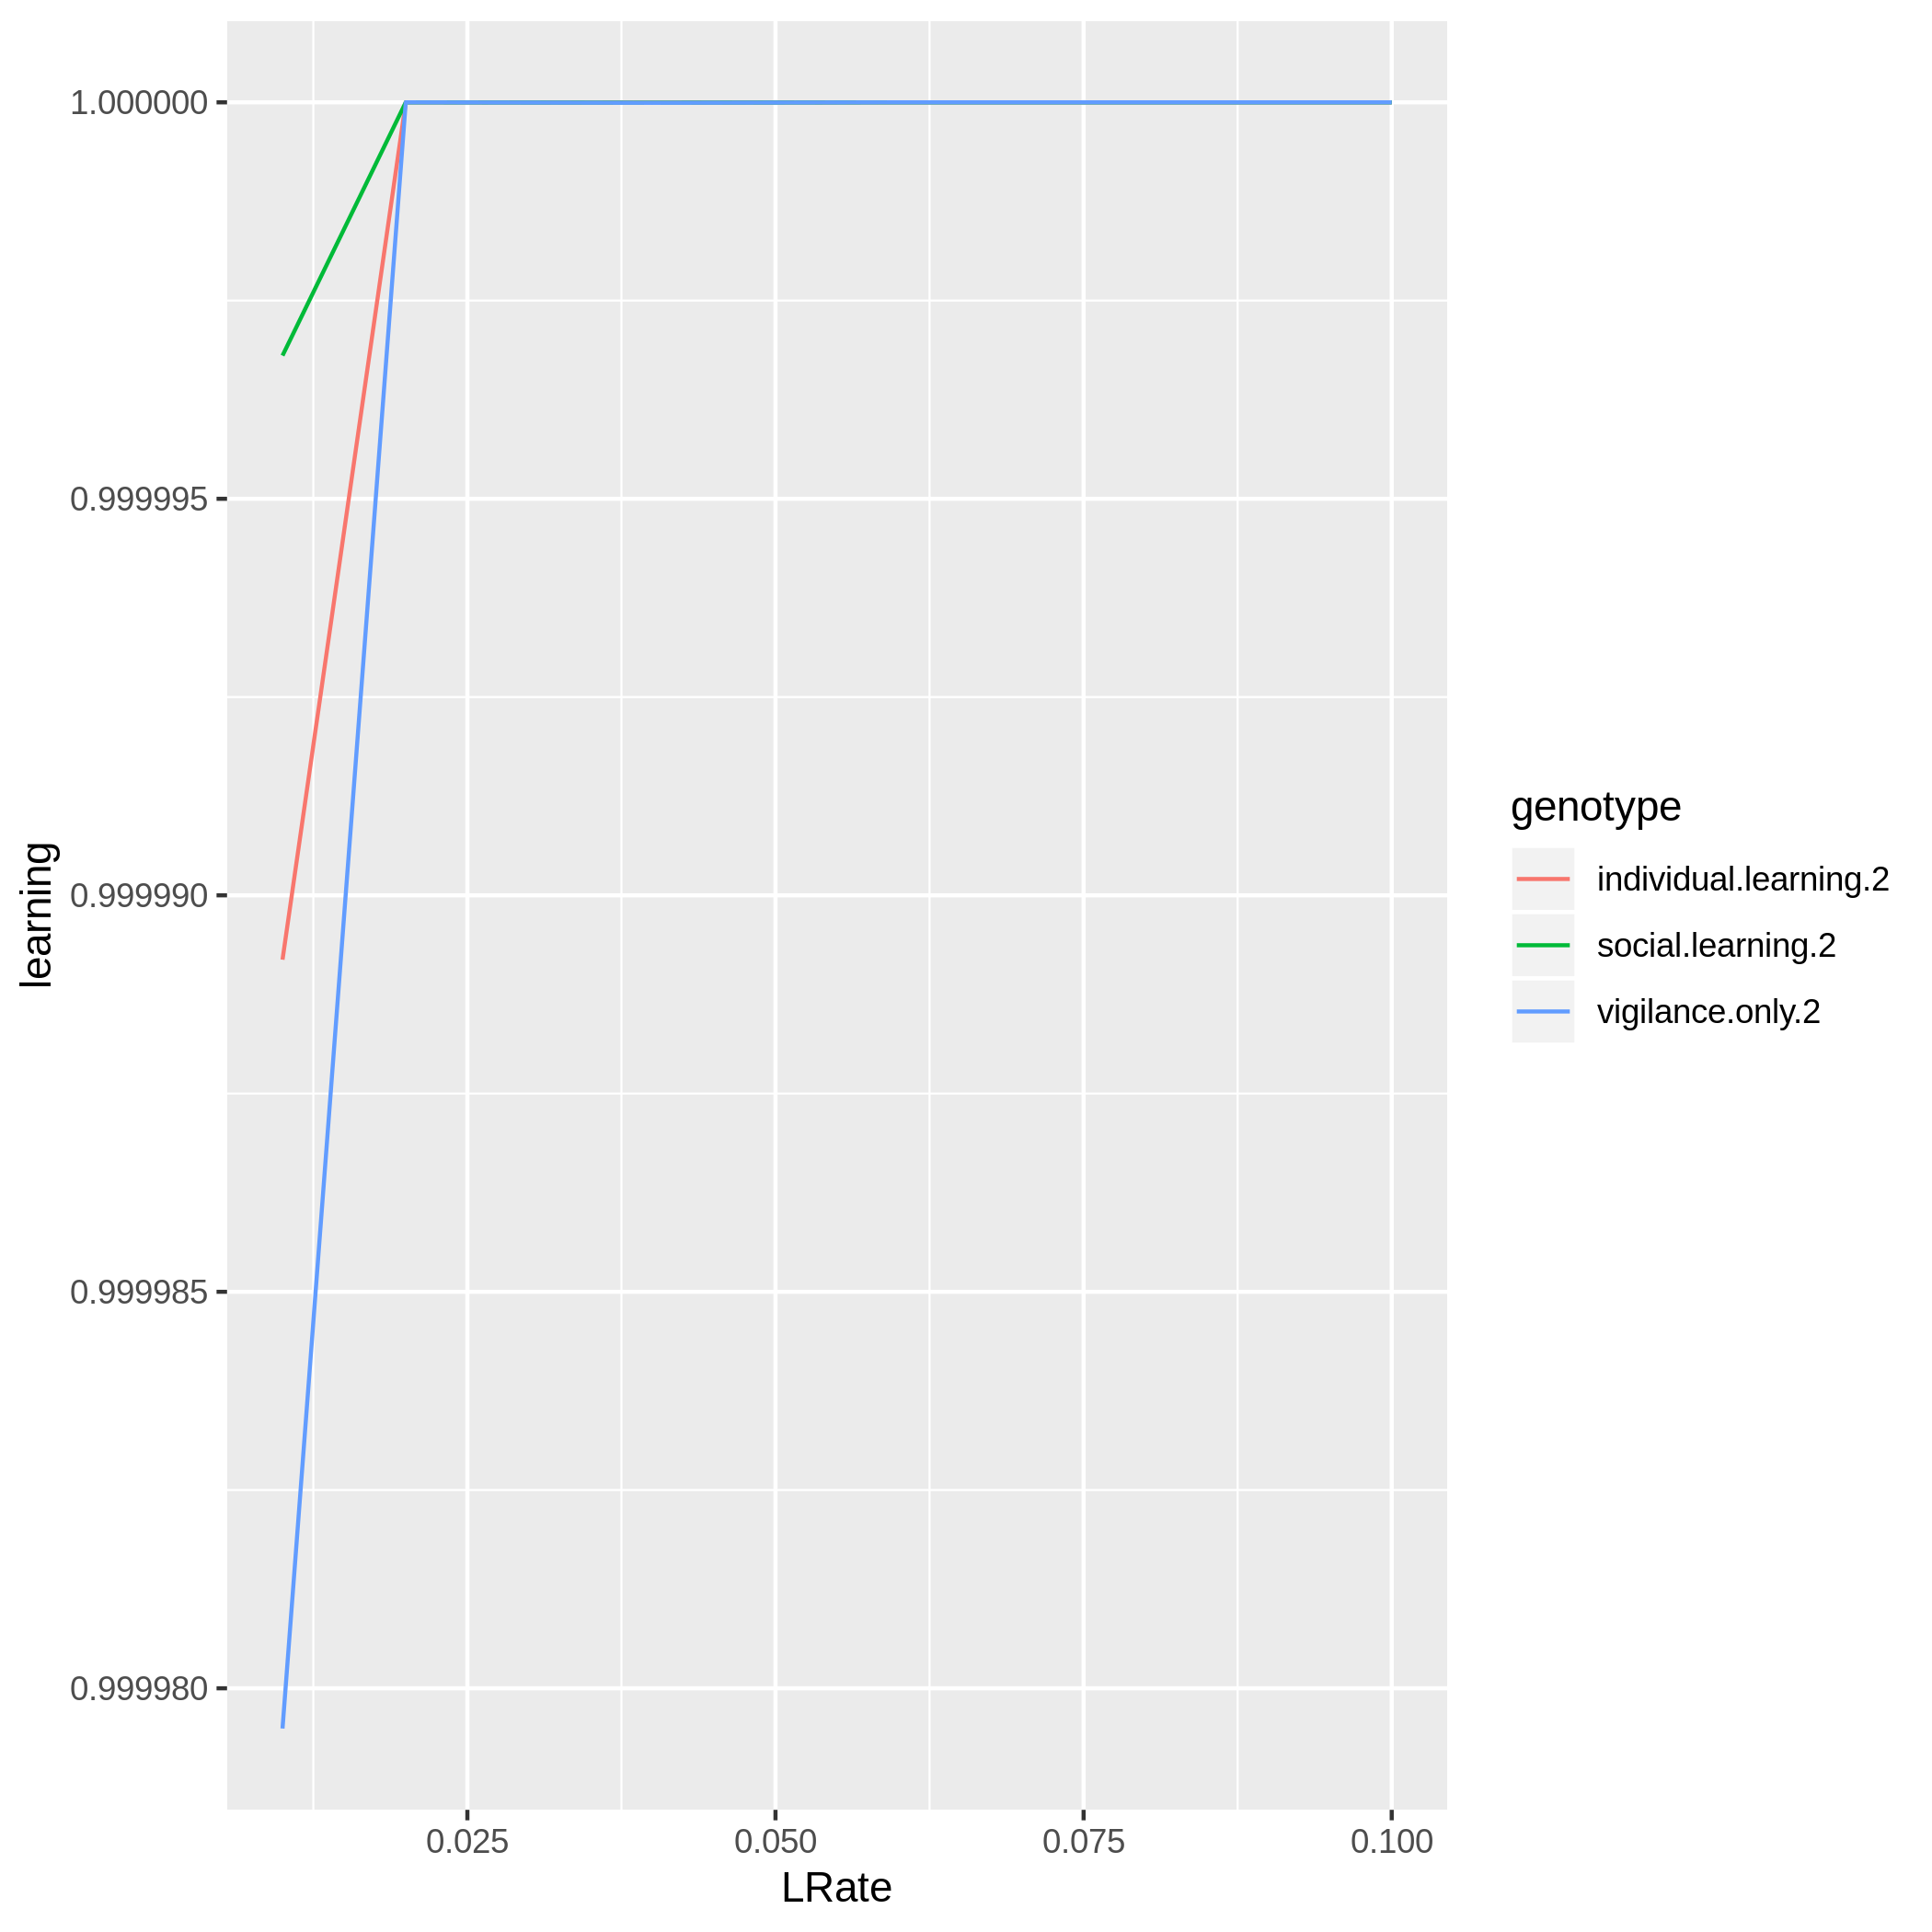 1.000000
0.999995
0.999990
0.999985
0.999980
learning
0.025 0.050 0.075 0.100
LRate
genotype
individual.learning.2
social.learning.2
vigilance.only.2